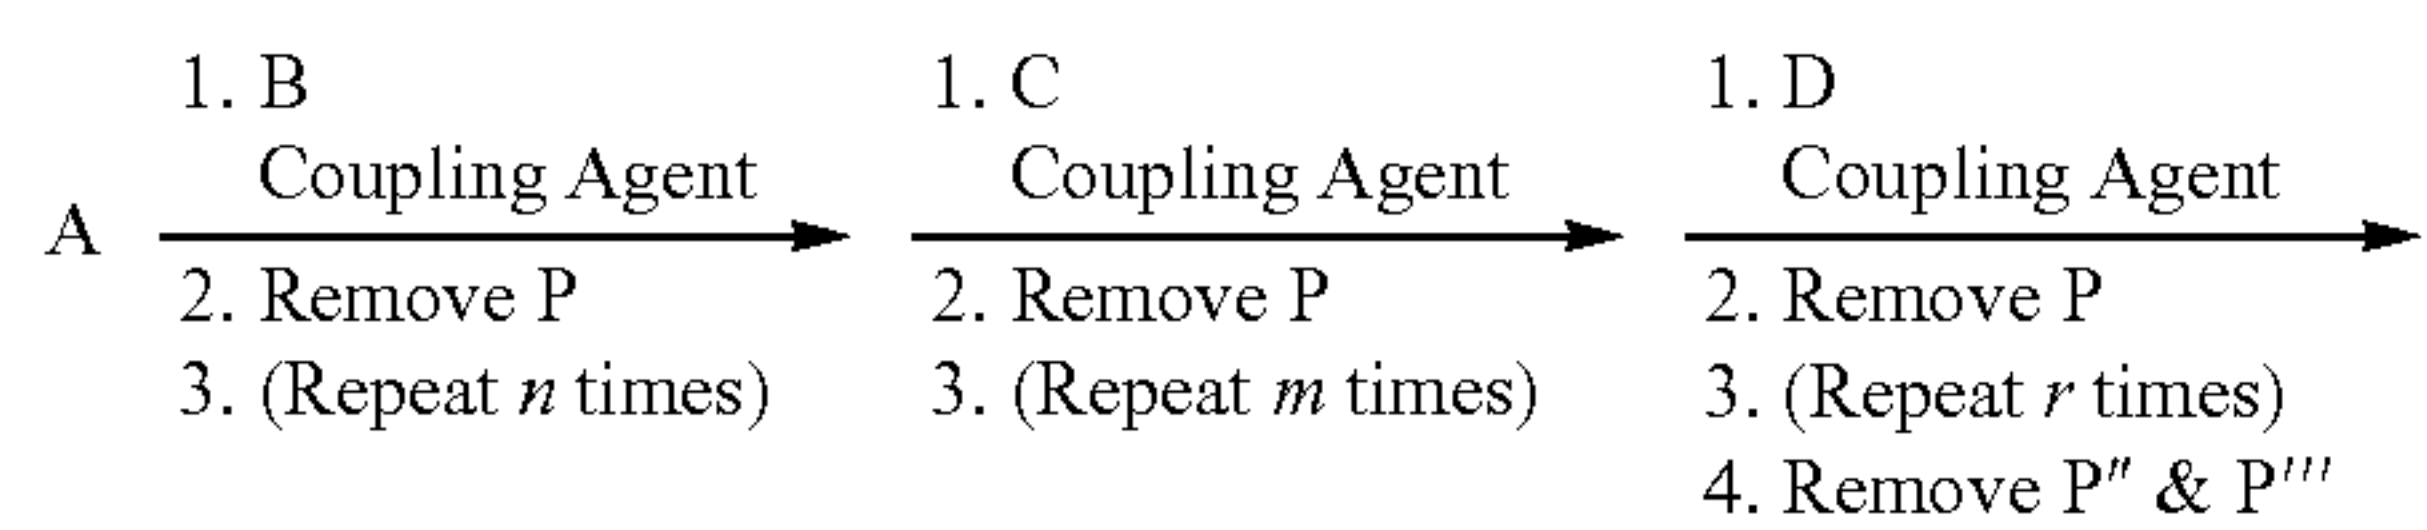 A
1. B
Coupling Agent
2. Remove P
3. (Repeat n times)
1. C
Coupling Agent
2. Remove P
3. (Repeat m times)
1. D
Coupling Agent
2. Remove P
3. (Repeat r times)
4. Remove P″ & P‴